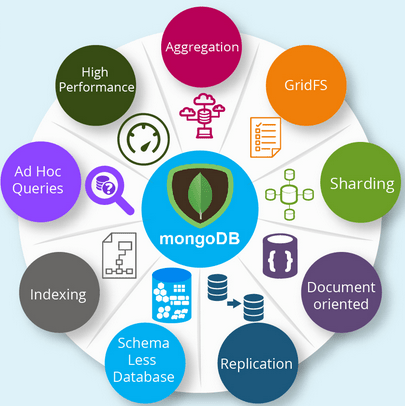 Aggregation
GridFS
Sharding
Document
oriented
Replication
Schema
Less
Database
Indexing
Ad Hoc
Queries
High
Performance
?
{ }
mongoDB